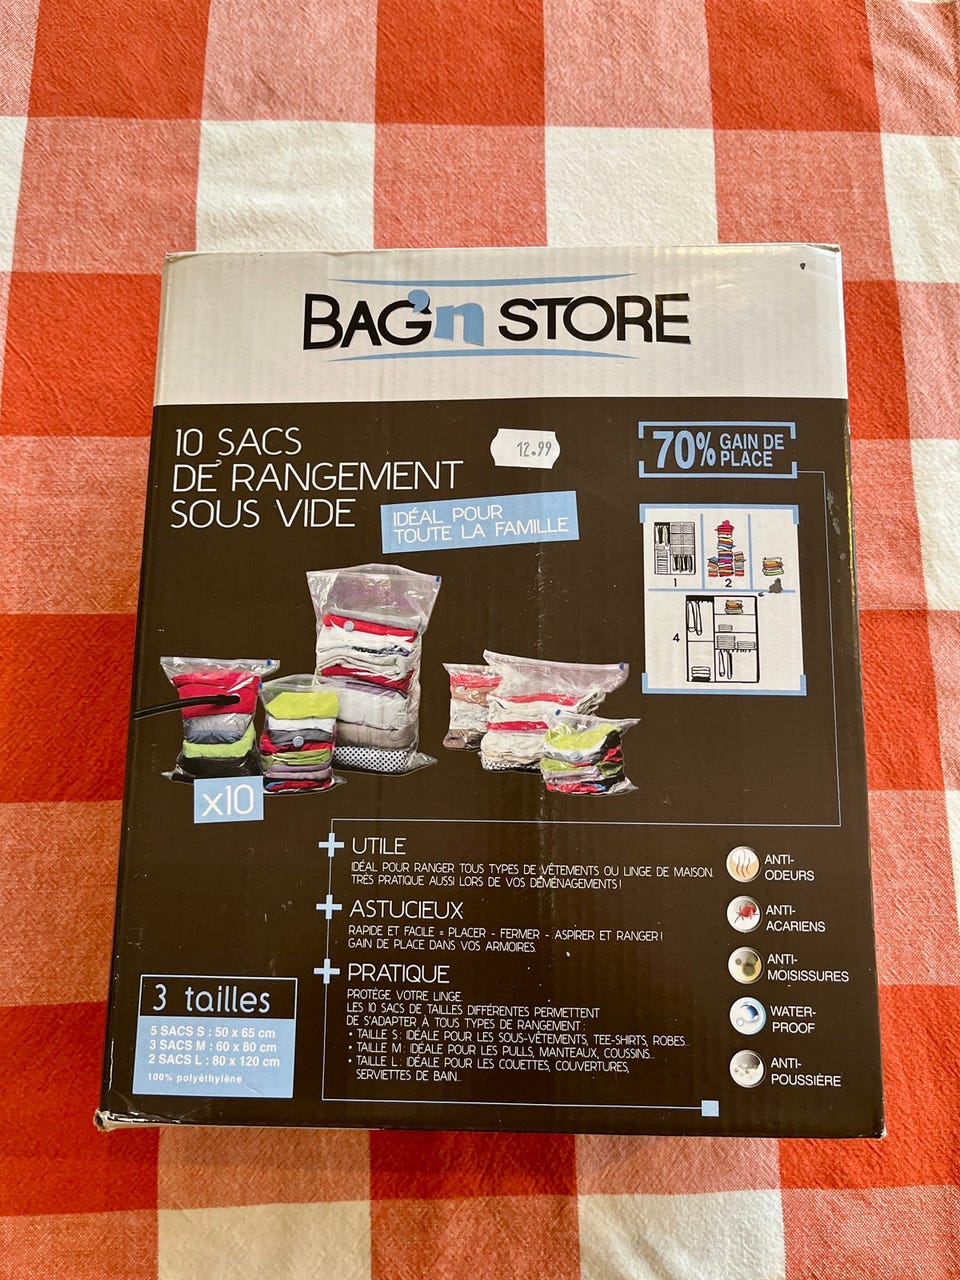 BAG'n STORE
10 SACS
DE RANGEMENT
SOUS VIDE
12.99
IDÉAL POUR
TOUTE LA FAMILLE
70% GAIN DE
PLACE
1
2
4
x10
+ UTILE
IDÉAL POUR RANGER TOUS TYPES DE VÊTEMENTS OU LINGE DE MAISON.
TRÈS PRATIQUE AUSSI LORS DE VOS DÉMÉNAGEMENTS !
+ ASTUCIEUX
RAPIDE ET FACILE = PLACER - FERMER - ASPIRER ET RANGER !
GAIN DE PLACE DANS VOS ARMOIRES.
+ PRATIQUE
PROTÈGE VOTRE LINGE.
LES 10 SACS DE TAILLES DIFFÉRENTES PERMETTENT
DE S'ADAPTER À TOUS TYPES DE RANGEMENT :
• TAILLE S : IDÉALE POUR LES SOUS-VÊTEMENTS, TEE-SHIRTS, ROBES...
• TAILLE M : IDÉALE POUR LES PULLS, MANTEAUX, COUSSINS...
• TAILLE L : IDÉALE POUR LES COUETTES, COUVERTURES,
SERVIETTES DE BAIN...
ANTI-
ODEURS
ANTI-
ACARIENS
ANTI-
MOISISSURES
WATER-
PROOF
ANTI-
POUSSIÈRE
3 tailles
5 SACS S : 50 x 65 cm
3 SACS M : 60 x 80 cm
2 SACS L : 80 x 120 cm
100% polyéthylène